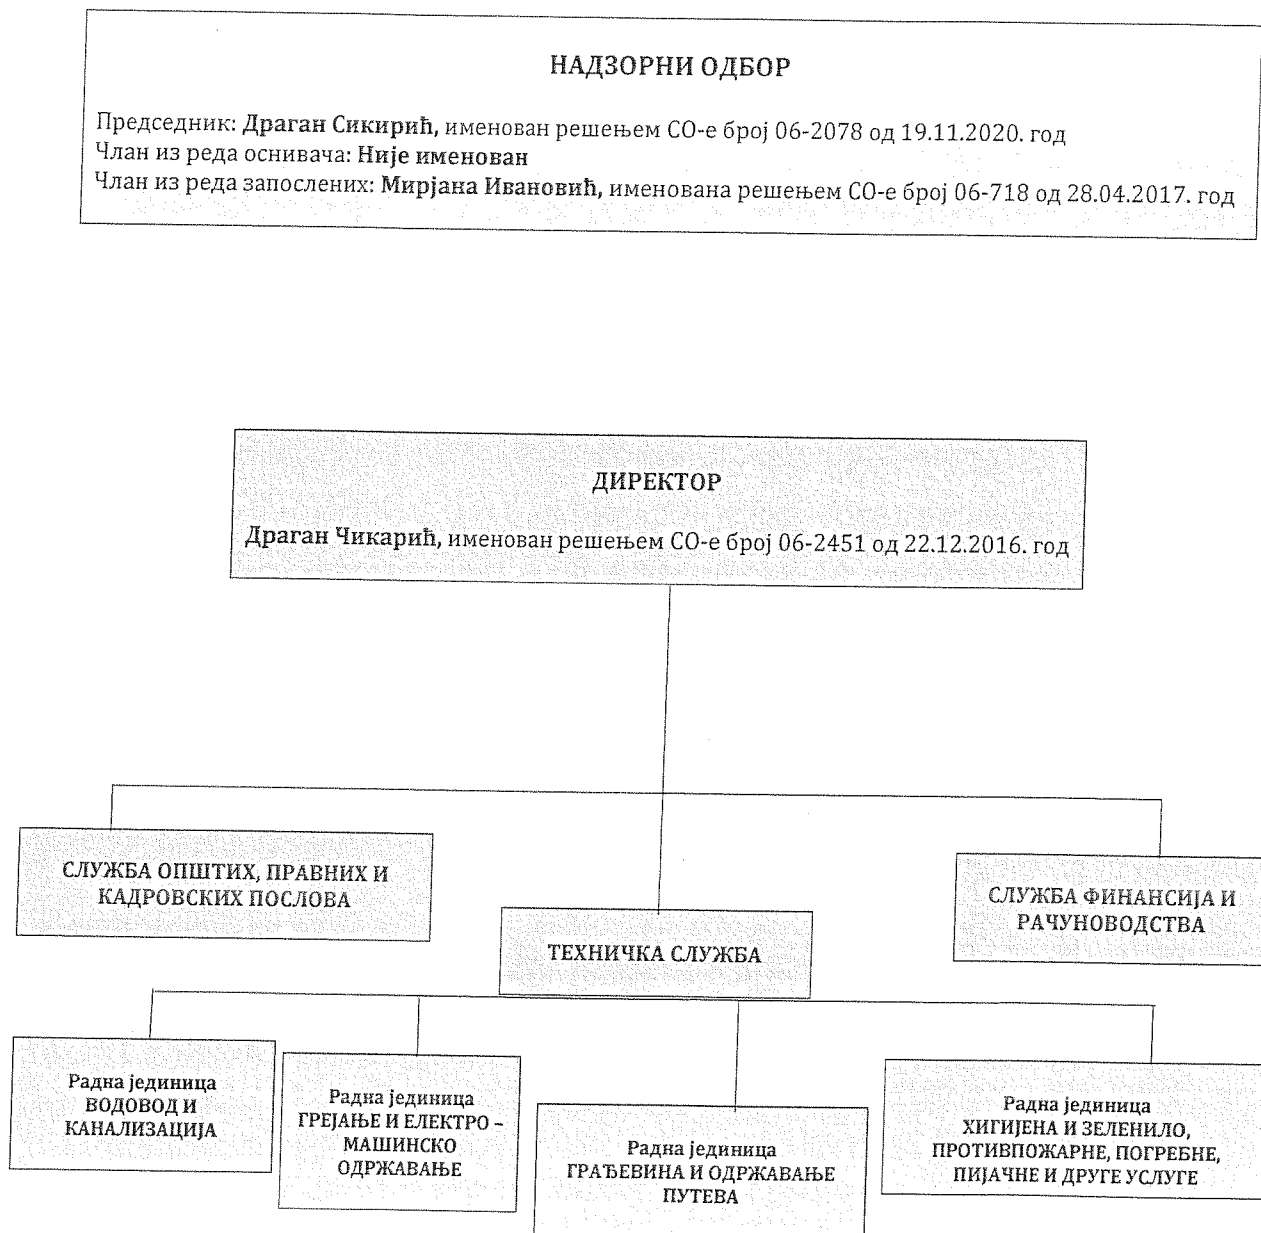 НАДЗОРНИ ОДБОР
Председник: Драган Сикирић, именован решењем СО-е број 06-2078 од 19.11.2020. год
Члан из реда оснивача: Није именован
Члан из реда запослених: Мирјана Ивановић, именована решењем СО-е број 06-718 од 28.04.2017. год
ДИРЕКТОР
Драган Чикарић, именован решењем СО-е број 06-2451 од 22.12.2016. год
СЛУЖБА ОПШТИХ, ПРАВНИХ И
КАДРОВСКИХ ПОСЛОВА
ТЕХНИЧКА СЛУЖБА
СЛУЖБА ФИНАНСИЈА И
РАЧУНОВОДСТВА
Радна јединица
ВОДОВОД И
КАНАЛИЗАЦИЈА
Радна јединица
ГРЕЈАЊЕ И ЕЛЕКТРО –
МАШИНСКО
ОДРЖАВАЊЕ
Радна јединица
ГРАЂЕВИНА И ОДРЖАВАЊЕ
ПУТЕВА
Радна јединица
ХИГИЈЕНА И ЗЕЛЕНИЛО,
ПРОТИВПОЖАРНЕ, ПОГРЕБНЕ,
ПИЈАЧНЕ И ДРУГЕ УСЛУГЕ